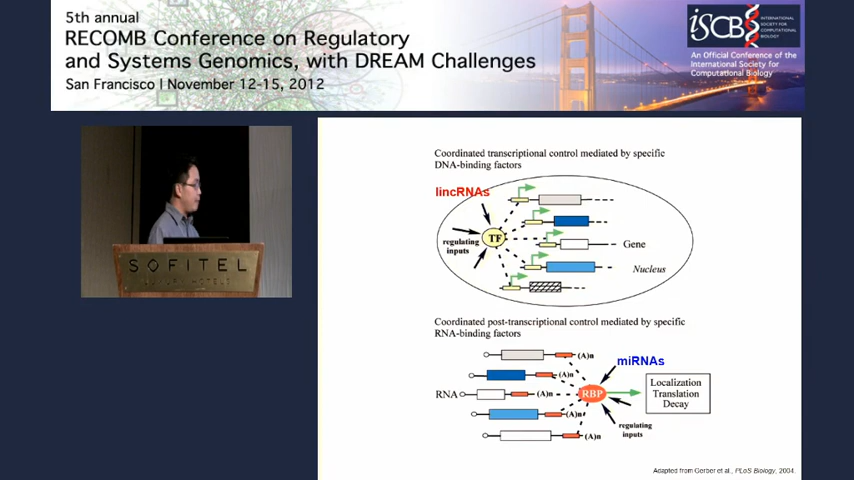 5th annual
RECOMB Conference on Regulatory
and Systems Genomics, with DREAM Challenges
San Francisco | November 12-15, 2012
iSCB
INTERNATIONAL
SOCIETY FOR
COMPUTATIONAL
BIOLOGY
An Official Conference of the
International Society for
Computational Biology
SOFITEL
LUXURY HOTELS
Coordinated transcriptional control mediated by specific
DNA-binding factors
lincRNAs
regulating
inputs
TF
Gene
Nucleus
Coordinated post-transcriptional control mediated by specific
RNA-binding factors
(A)n
miRNAs
(A)n
RNA
(A)n
RBP
Localization
Translation
Decay
(A)n
regulating
inputs
(A)n
Adapted from Gerber et al., PLoS Biology, 2004.